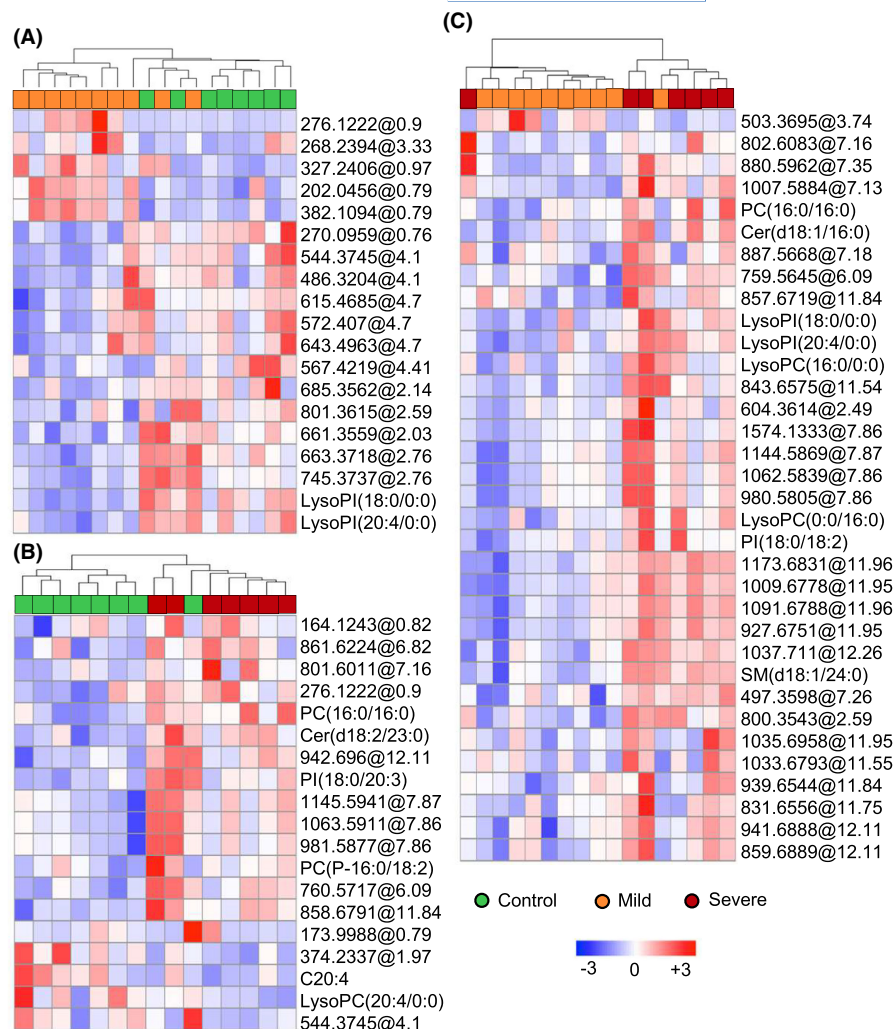 (A)
276.1222@0.9
268.2394@3.33
327.2406@0.97
202.0456@0.79
382.1094@0.79
270.0959@0.76
544.3745@4.1
486.3204@4.1
615.4685@4.7
572.407@4.7
643.4963@4.7
567.4219@4.41
685.3562@2.14
801.3615@2.59
661.3559@2.03
663.3718@2.76
745.3737@2.76
LysoPI(18:0/0:0)
LysoPI(20:4/0:0)
(B)
164.1243@0.82
861.6224@6.82
801.6011@7.16
276.1222@0.9
PC(16:0/16:0)
Cer(d18:2/23:0)
942.696@12.11
PI(18:0/20:3)
1145.5941@7.87
1063.5911@7.86
981.5877@7.86
PC(P-16:0/18:2)
760.5717@6.09
858.6791@11.84
173.9988@0.79
374.2337@1.97
C20:4
LysoPC(20:4/0:0)
544.3745@4.1
(C)
503.3695@3.74
802.6083@7.16
880.5962@7.35
1007.5884@7.13
PC(16:0/16:0)
Cer(d18:1/16:0)
887.5668@7.18
759.5645@6.09
857.6719@11.84
LysoPI(18:0/0:0)
LysoPI(20:4/0:0)
LysoPC(16:0/0:0)
843.6575@11.54
604.3614@2.49
1574.1333@7.86
1144.5869@7.87
1062.5839@7.86
980.5805@7.86
LysoPC(0:0/16:0)
PI(18:0/18:2)
1173.6831@11.96
1009.6778@11.95
1091.6788@11.96
927.6751@11.95
1037.711@12.26
SM(d18:1/24:0)
497.3598@7.26
800.3543@2.59
1035.6958@11.95
1033.6793@11.55
939.6544@11.84
831.6556@11.75
941.6888@12.11
859.6889@12.11
Control Mild Severe
-3 0 +3